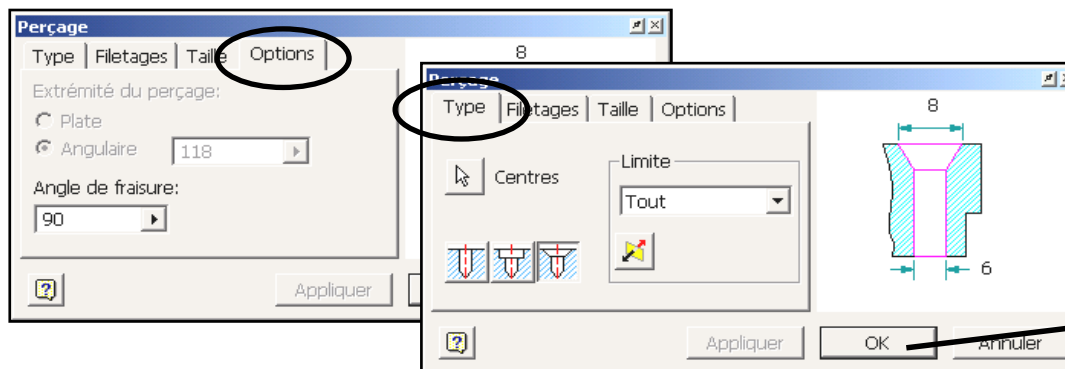 Perçage
Type Filetages Taille Options
8
Extrémité du perçage:
Plate
Angulaire 118
Angle de fraisure:
90
Appliquer
Perçage
Type Filetages Taille Options
8
Centres
Limite
Tout
6
Appliquer OK Annuler